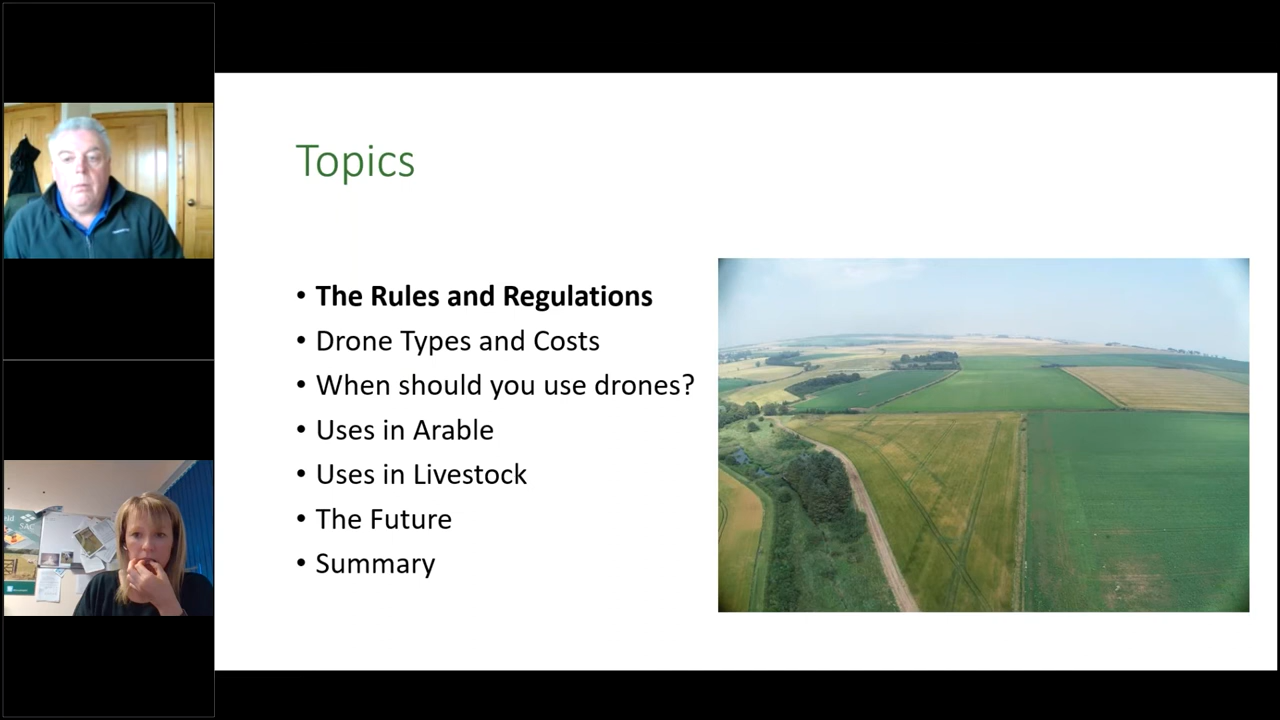 Topics
• The Rules and Regulations
• Drone Types and Costs
• When should you use drones?
• Uses in Arable
• Uses in Livestock
• The Future
• Summary
SAC